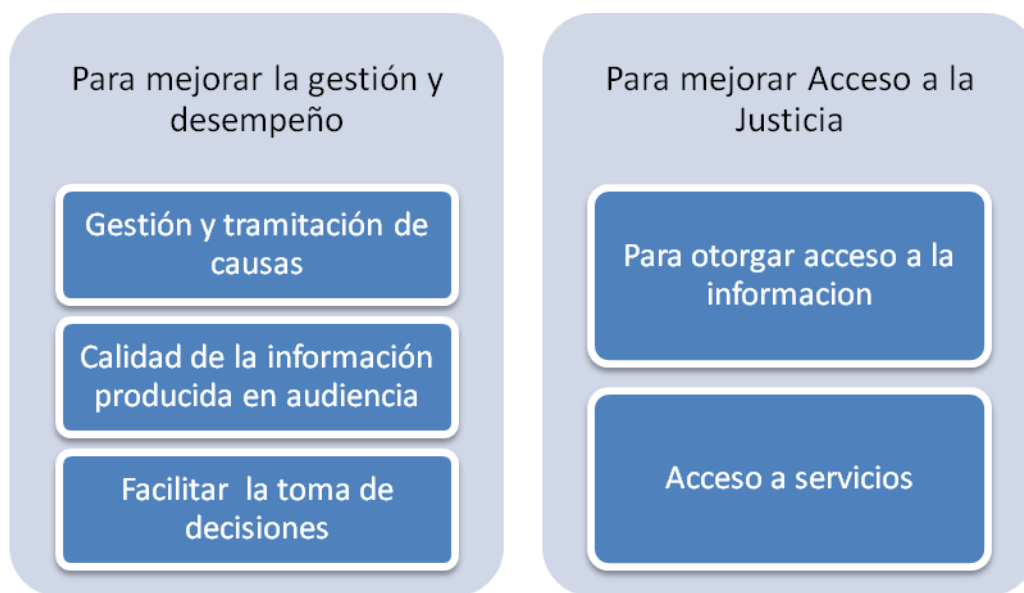 Para mejorar la gestión y
desempeño
Gestión y tramitación de
causas
Calidad de la información
producida en audiencia
Facilitar la toma de
decisiones
Para mejorar Acceso a la
Justicia
Para otorgar acceso a la
informacion
Acceso a servicios